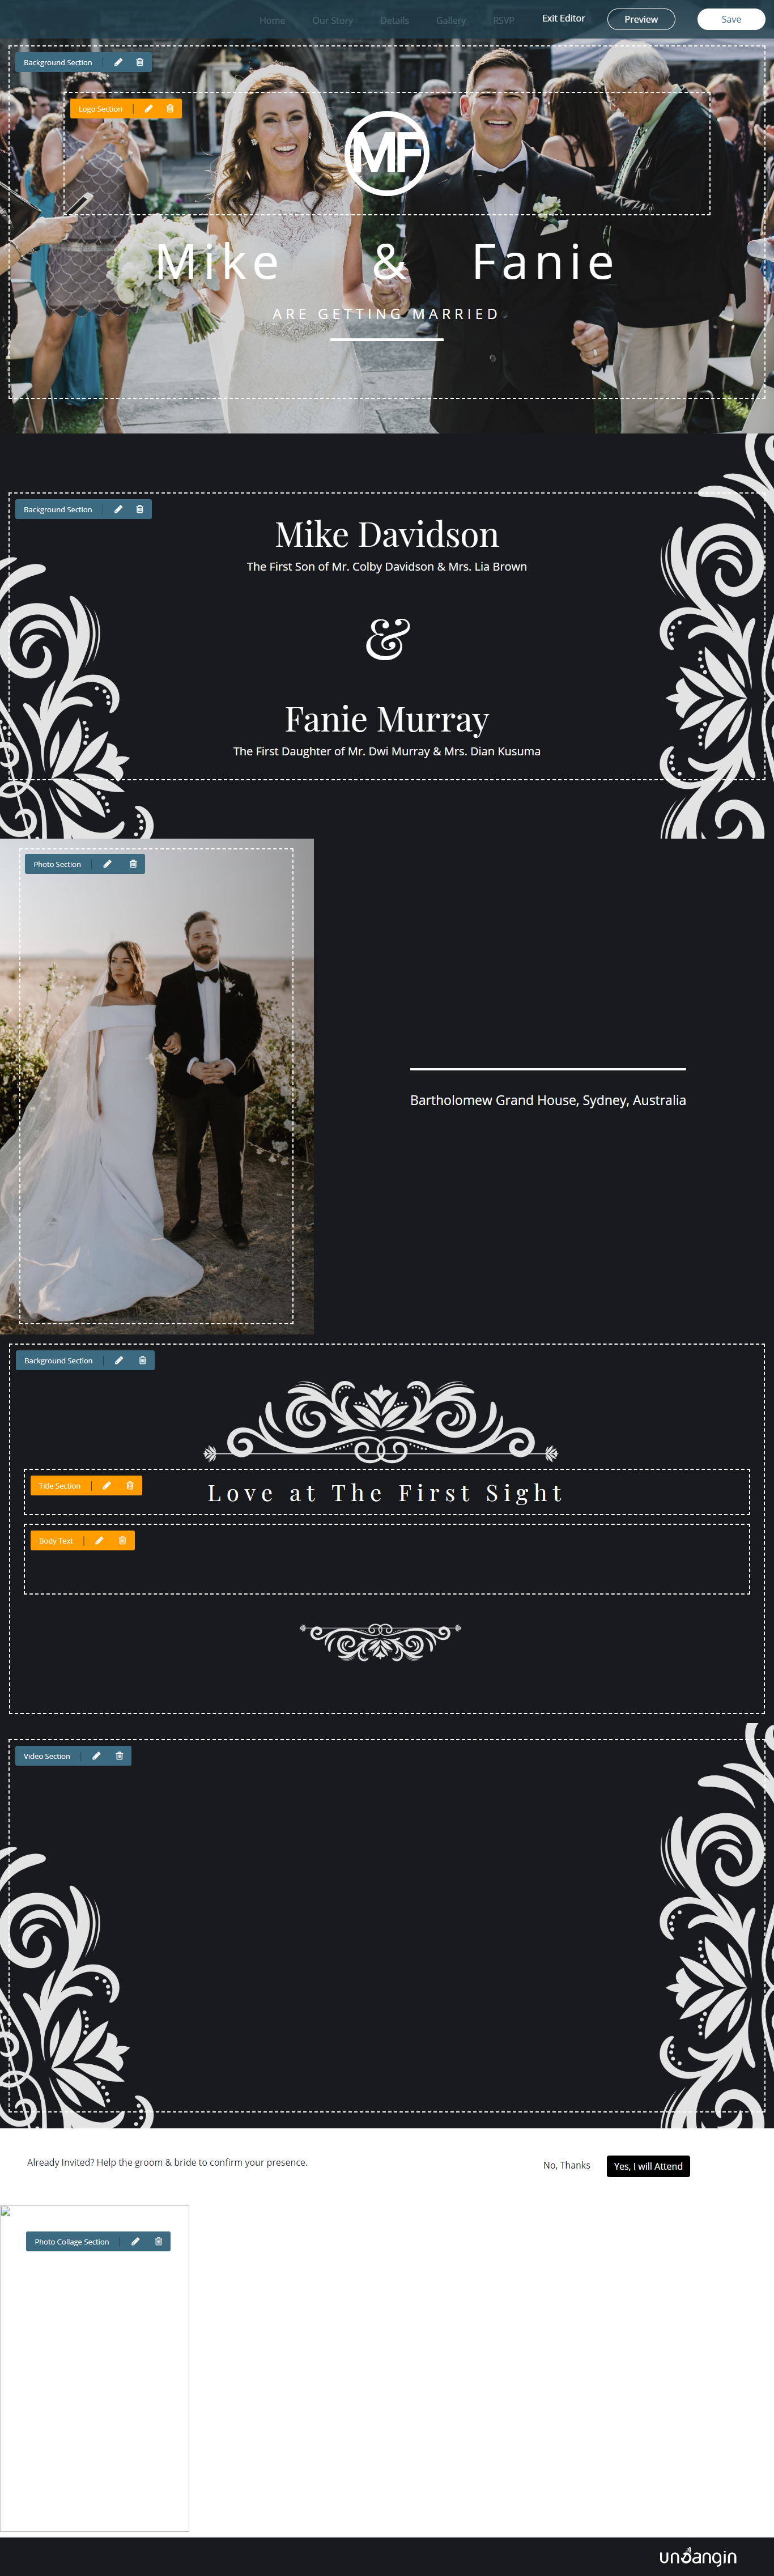 Home Our Story Details Gallery RSVP Exit Editor Preview Save
Background Section
Logo Section
MF
Mike & Fanie
ARE GETTING MARRIED
Background Section
Mike Davidson
The First Son of Mr. Colby Davidson & Mrs. Lia Brown
&
Fanie Murray
The First Daughter of Mr. Dwi Murray & Mrs. Dian Kusuma
Photo Section
Bartholomew Grand House, Sydney, Australia
Background Section
Title Section
Love at The First Sight
Body Text
Video Section
Already Invited? Help the groom & bride to confirm your presence.
No, Thanks
Yes, I will Attend
Photo Collage Section
undangin